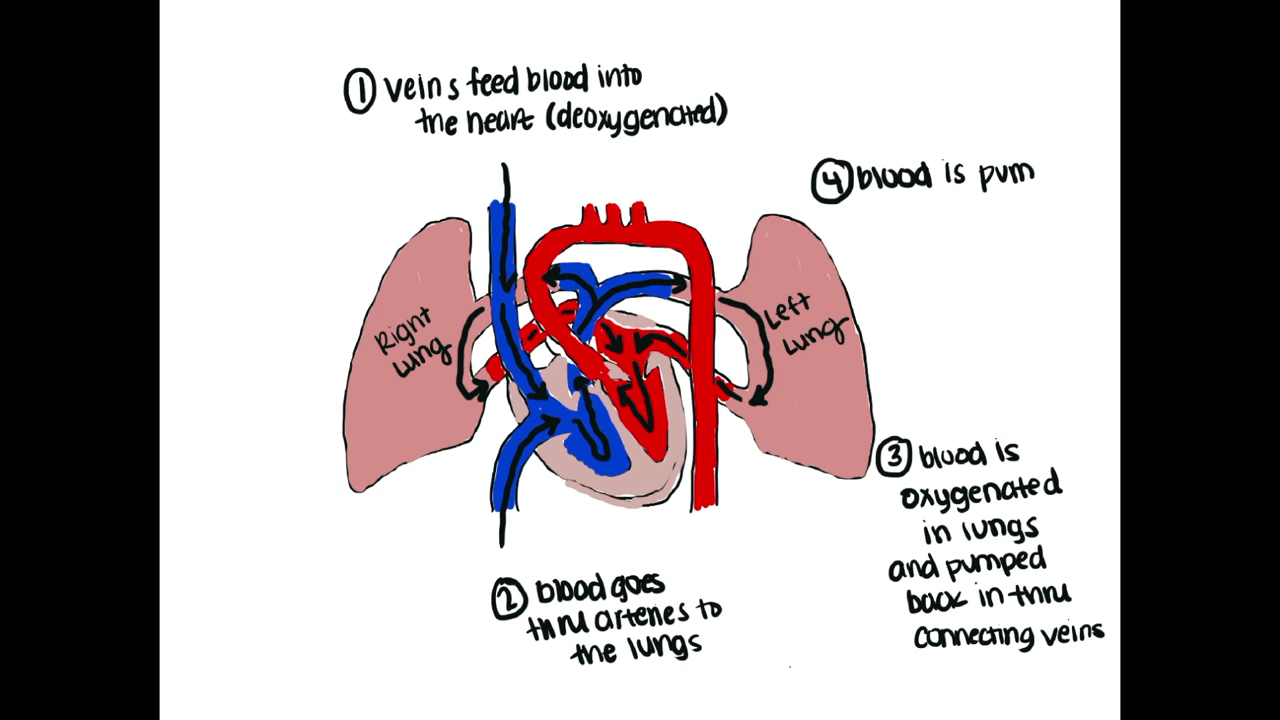 ① veins feed blood into
the heart (deoxygenated)
④ blood is pum
Right
Lung
Left
Lung
③ blood is
oxygenated
in lungs
and pumped
back in thru
connecting veins
② blood goes
thru arteries to
the lungs